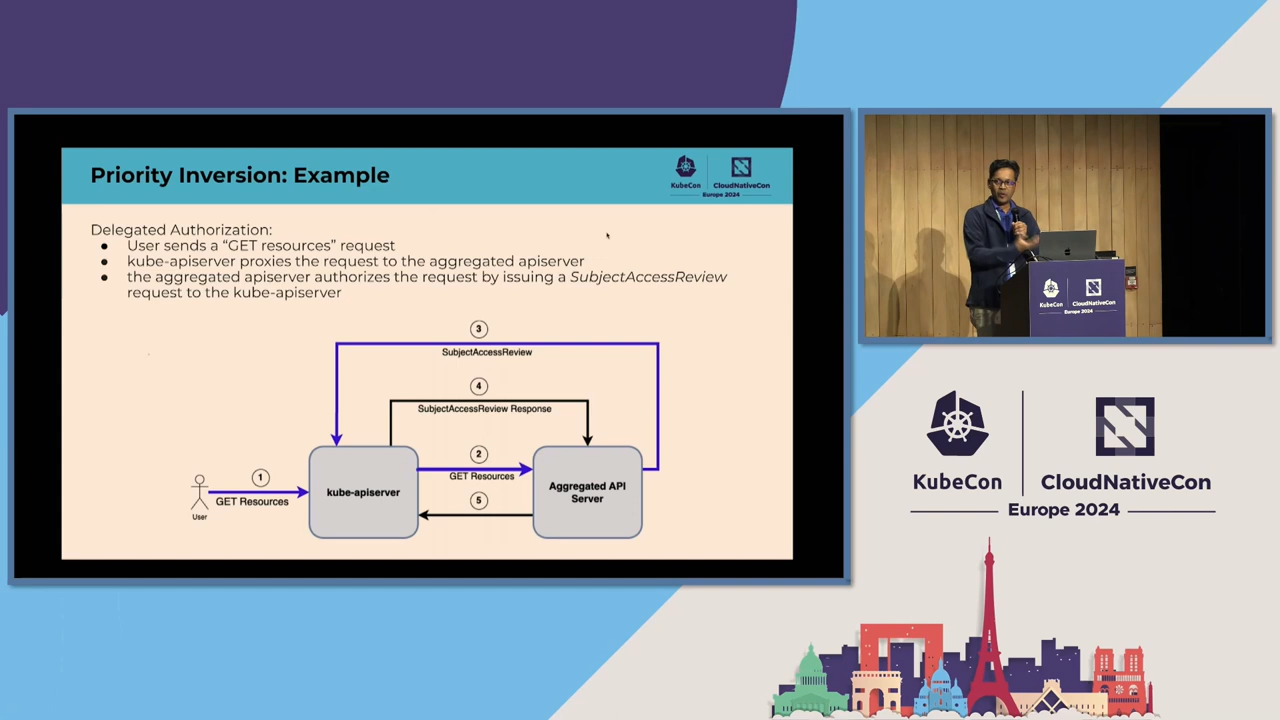 Priority Inversion: Example
KubeCon
CloudNativeCon
Europe 2024
Delegated Authorization:
● User sends a “GET resources” request
● kube-apiserver proxies the request to the aggregated apiserver
● the aggregated apiserver authorizes the request by issuing a SubjectAccessReview
request to the kube-apiserver
3
SubjectAccessReview
4
SubjectAccessReview Response
2
GET Resources
1
GET Resources
User
kube-apiserver
Aggregated API
Server
5
KubeCon
CloudNativeCon
Europe 2024
KubeCon
CloudNativeCon
Europe 2024